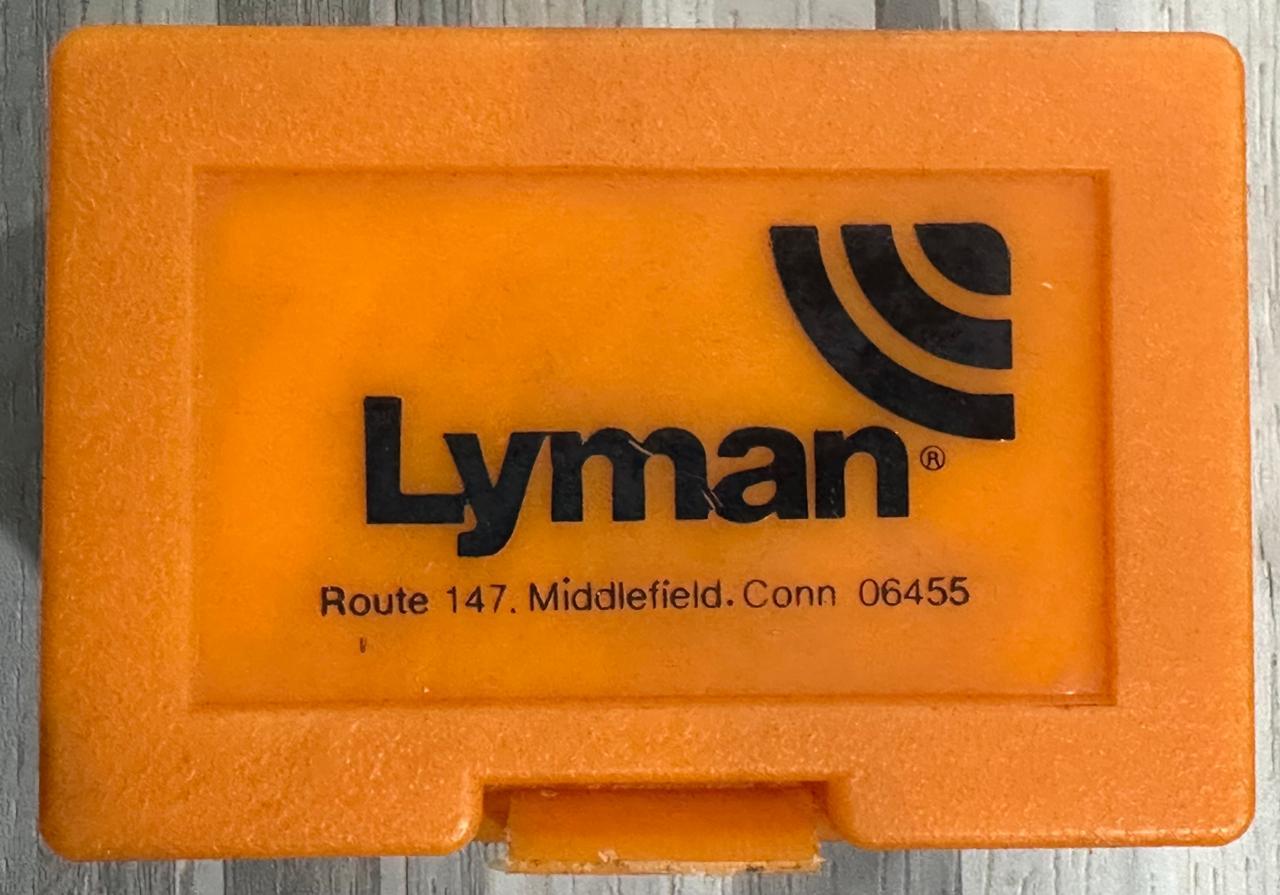 Lyman®
Route 147. Middlefield. Conn 06455